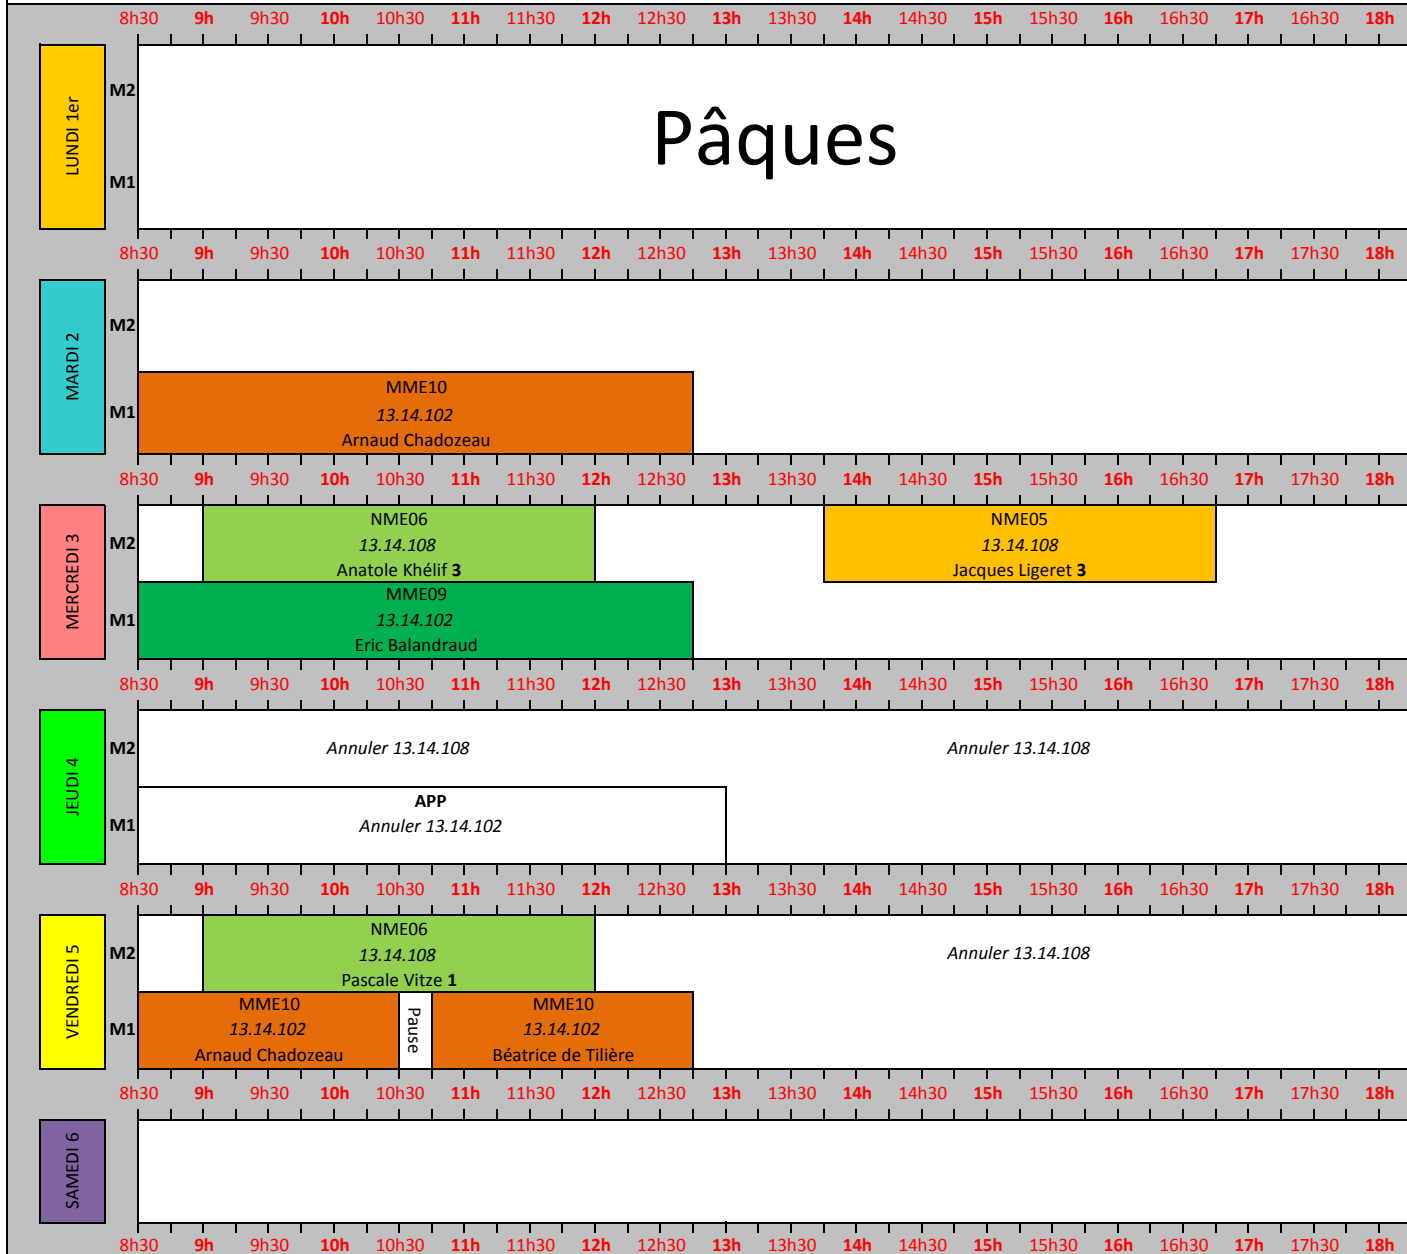 8h30 9h 9h30 10h 10h30 11h 11h30 12h 12h30 13h 13h30 14h 14h30 15h 15h30 16h 16h30 17h 16h30 18h
LUNDI 1er
M2
Pâques
M1
8h30 9h 9h30 10h 10h30 11h 11h30 12h 12h30 13h 13h30 14h 14h30 15h 15h30 16h 16h30 17h 17h30 18h
MARDI 2
M2
M1
MME10
13.14.102
Arnaud Chadozeau
8h30 9h 9h30 10h 10h30 11h 11h30 12h 12h30 13h 13h30 14h 14h30 15h 15h30 16h 16h30 17h 17h30 18h
MERCREDI 3
M2
NME06
13.14.108
Anatole Khélif 3
NME05
13.14.108
Jacques Ligeret 3
M1
MME09
13.14.102
Eric Balandraud
8h30 9h 9h30 10h 10h30 11h 11h30 12h 12h30 13h 13h30 14h 14h30 15h 15h30 16h 16h30 17h 17h30 18h
JEUDI 4
M2
Annuler 13.14.108
Annuler 13.14.108
M1
APP
Annuler 13.14.102
8h30 9h 9h30 10h 10h30 11h 11h30 12h 12h30 13h 13h30 14h 14h30 15h 15h30 16h 16h30 17h 17h30 18h
VENDREDI 5
M2
NME06
13.14.108
Pascale Vitze 1
Annuler 13.14.108
M1
MME10
13.14.102
Arnaud Chadozeau
Pause
MME10
13.14.102
Béatrice de Tilière
8h30 9h 9h30 10h 10h30 11h 11h30 12h 12h30 13h 13h30 14h 14h30 15h 15h30 16h 16h30 17h 17h30 18h
SAMEDI 6
8h30 9h 9h30 10h 10h30 11h 11h30 12h 12h30 13h 13h30 14h 14h30 15h 15h30 16h 16h30 17h 17h30 18h